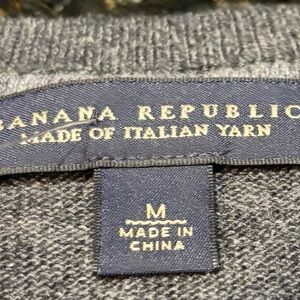 BANANA REPUBLIC
MADE OF ITALIAN YARN
M
MADE IN
CHINA